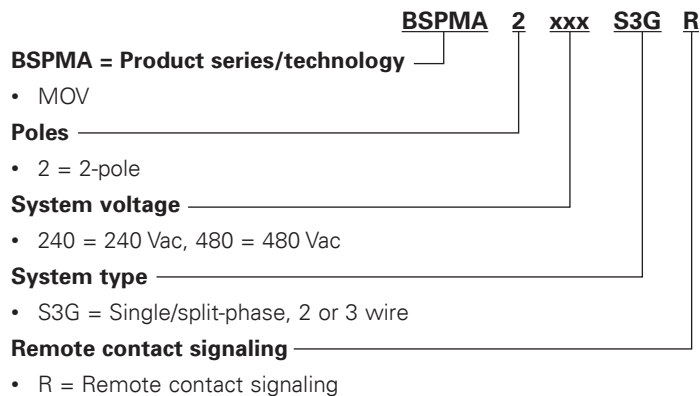 BSPMA 2 xxx S3G R
BSPMA = Product series/technology
• MOV
Poles
• 2 = 2-pole
System voltage
• 240 = 240 Vac, 480 = 480 Vac
System type
• S3G = Single/split-phase, 2 or 3 wire
Remote contact signaling
• R = Remote contact signaling